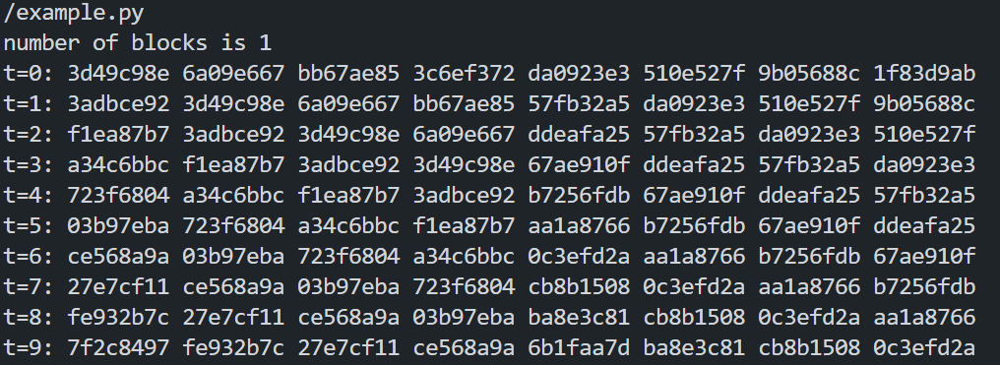 /example.py
number of blocks is 1
t=0: 3d49c98e 6a09e667 bb67ae85 3c6ef372 da0923e3 510e527f 9b05688c 1f83d9ab
t=1: 3adbce92 3d49c98e 6a09e667 bb67ae85 57fb32a5 da0923e3 510e527f 9b05688c
t=2: f1ea87b7 3adbce92 3d49c98e 6a09e667 ddeafa25 57fb32a5 da0923e3 510e527f
t=3: a34c6bbc f1ea87b7 3adbce92 3d49c98e 67ae910f ddeafa25 57fb32a5 da0923e3
t=4: 723f6804 a34c6bbc f1ea87b7 3adbce92 b7256fdb 67ae910f ddeafa25 57fb32a5
t=5: 03b97eba 723f6804 a34c6bbc f1ea87b7 aa1a8766 b7256fdb 67ae910f ddeafa25
t=6: ce568a9a 03b97eba 723f6804 a34c6bbc 0c3efd2a aa1a8766 b7256fdb 67ae910f
t=7: 27e7cf11 ce568a9a 03b97eba 723f6804 cb8b1508 0c3efd2a aa1a8766 b7256fdb
t=8: fe932b7c 27e7cf11 ce568a9a 03b97eba ba8e3c81 cb8b1508 0c3efd2a aa1a8766
t=9: 7f2c8497 fe932b7c 27e7cf11 ce568a9a 6b1faa7d ba8e3c81 cb8b1508 0c3efd2a